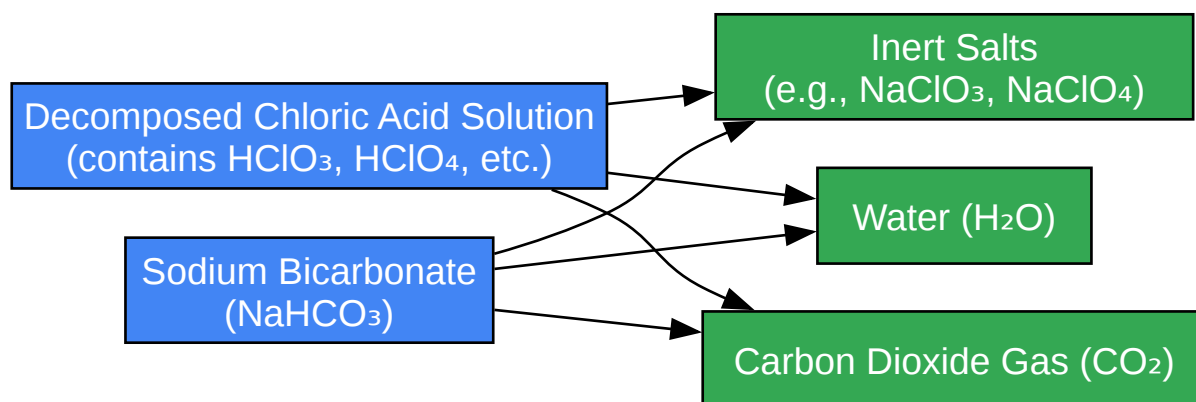 Decomposed Chloric Acid Solution
(contains HClO₃, HClO₄, etc.)
Sodium Bicarbonate
(NaHCO₃)
Inert Salts
(e.g., NaClO₃, NaClO₄)
Water (H₂O)
Carbon Dioxide Gas (CO₂)